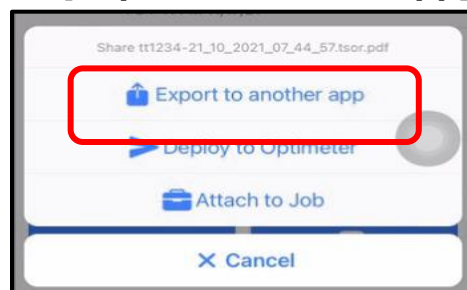 Share tt1234-21_10_2021_07_44_57.tsor.pdf
Export to another app
Deploy to Optimeter
Attach to Job
Cancel